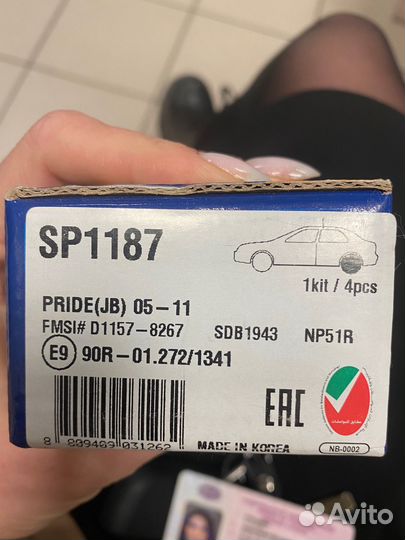 SP1187
1kit / 4pcs
PRIDE(JB) 05-11
FMSI# D1157-8267 SDB1943 NP51R
E9 90R-01.272/1341
EAC
8 809409 031262
MADE IN KOREA
NB-0002
Avito